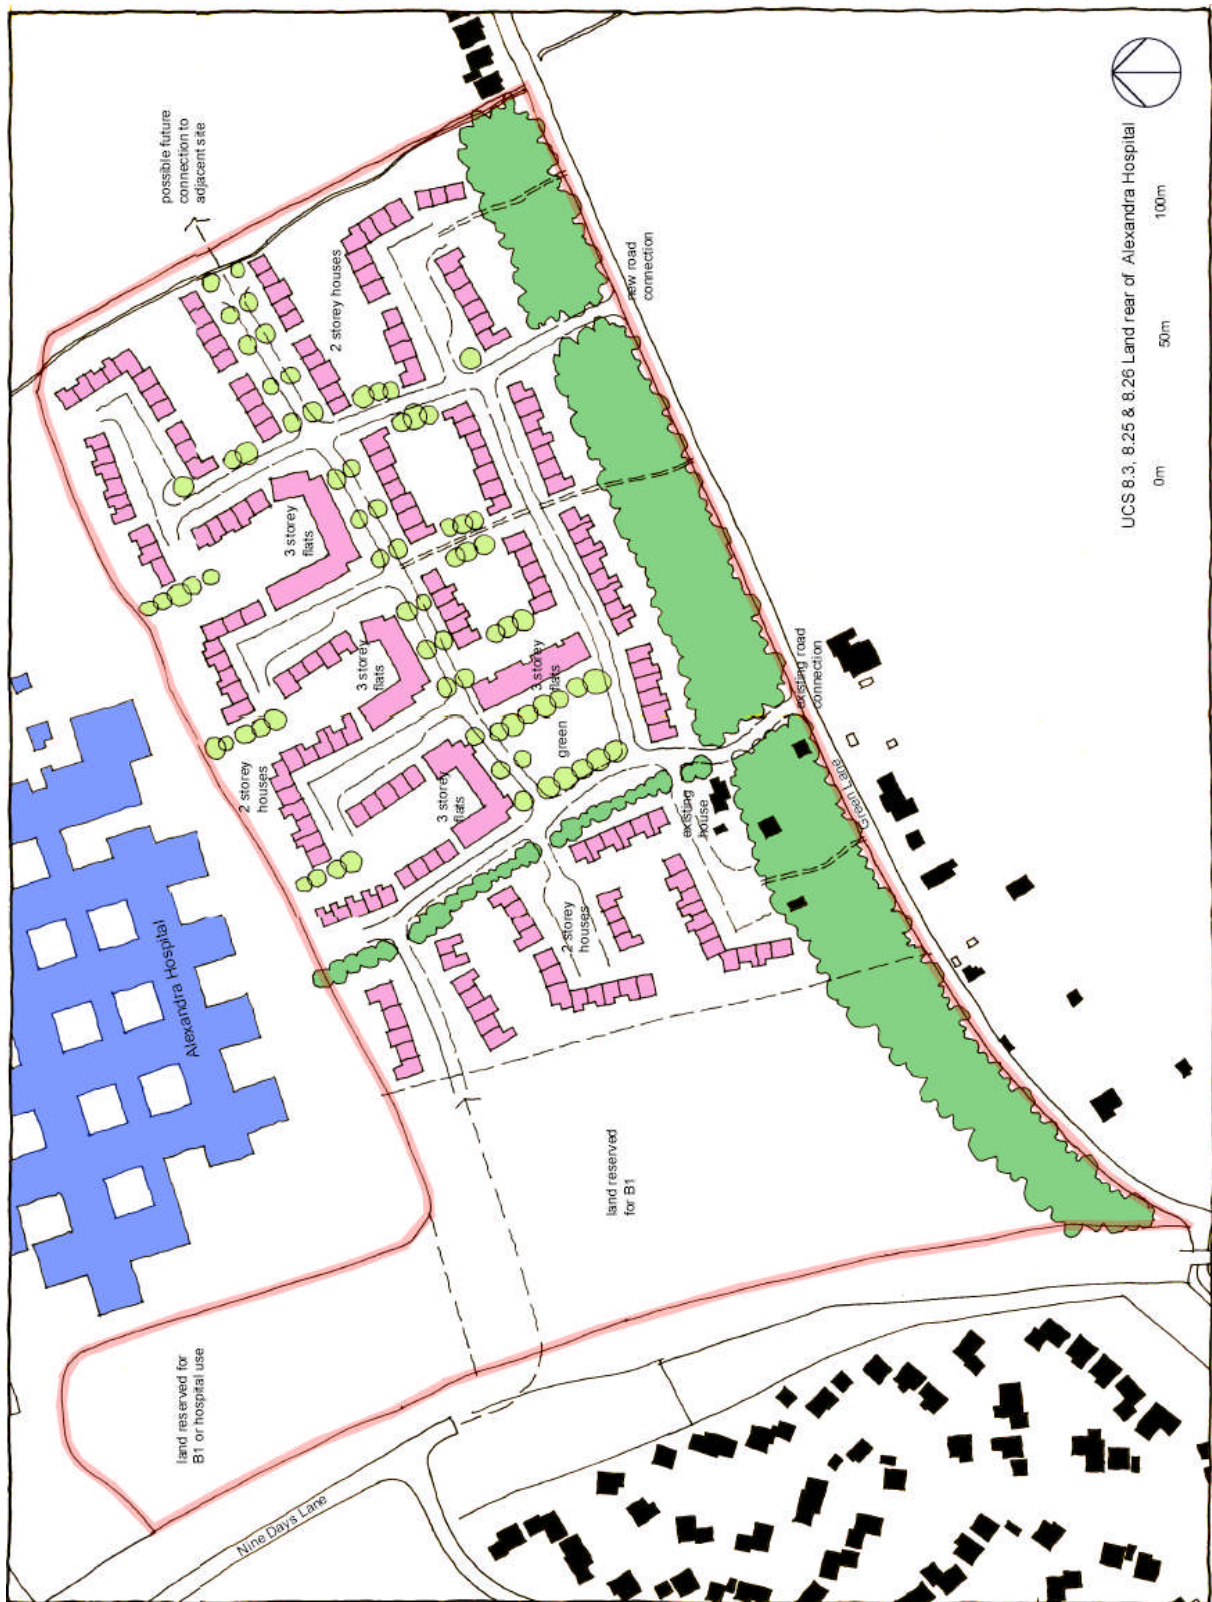 possible future
connection to
adjacent site
2 storey houses
new road
connection
3 storey
flats
3 storey
flats
3 storey
flats
3 storey
flats
green
2 storey
houses
existing road
connection
existing
house
Green Lane
2 storey
houses
Alexandra Hospital
land reserved
for B1
land reserved for
B1 or hospital use
Nine Days Lane
UCS 8.3, 8.25 & 8.26 Land rear of Alexandra Hospital
0m
50m
100m